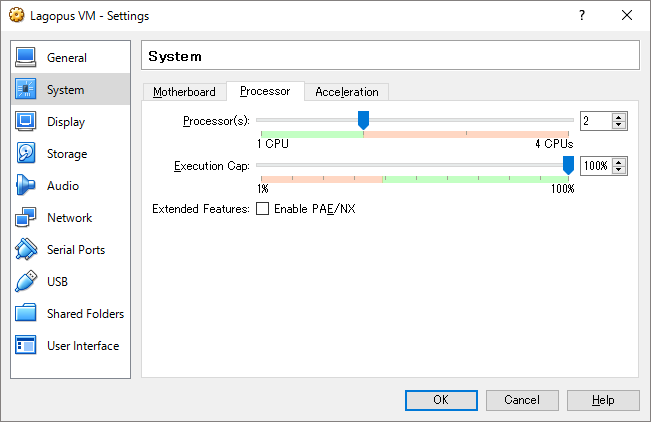 Lagopus VM - Settings
General
System
Display
Storage
Audio
Network
Serial Ports
USB
Shared Folders
User Interface
System
Motherboard Processor Acceleration
Processor(s): 2
1 CPU 4 CPUs
Execution Cap: 100%
1% 100%
Extended Features: Enable PAE/NX
OK Cancel Help